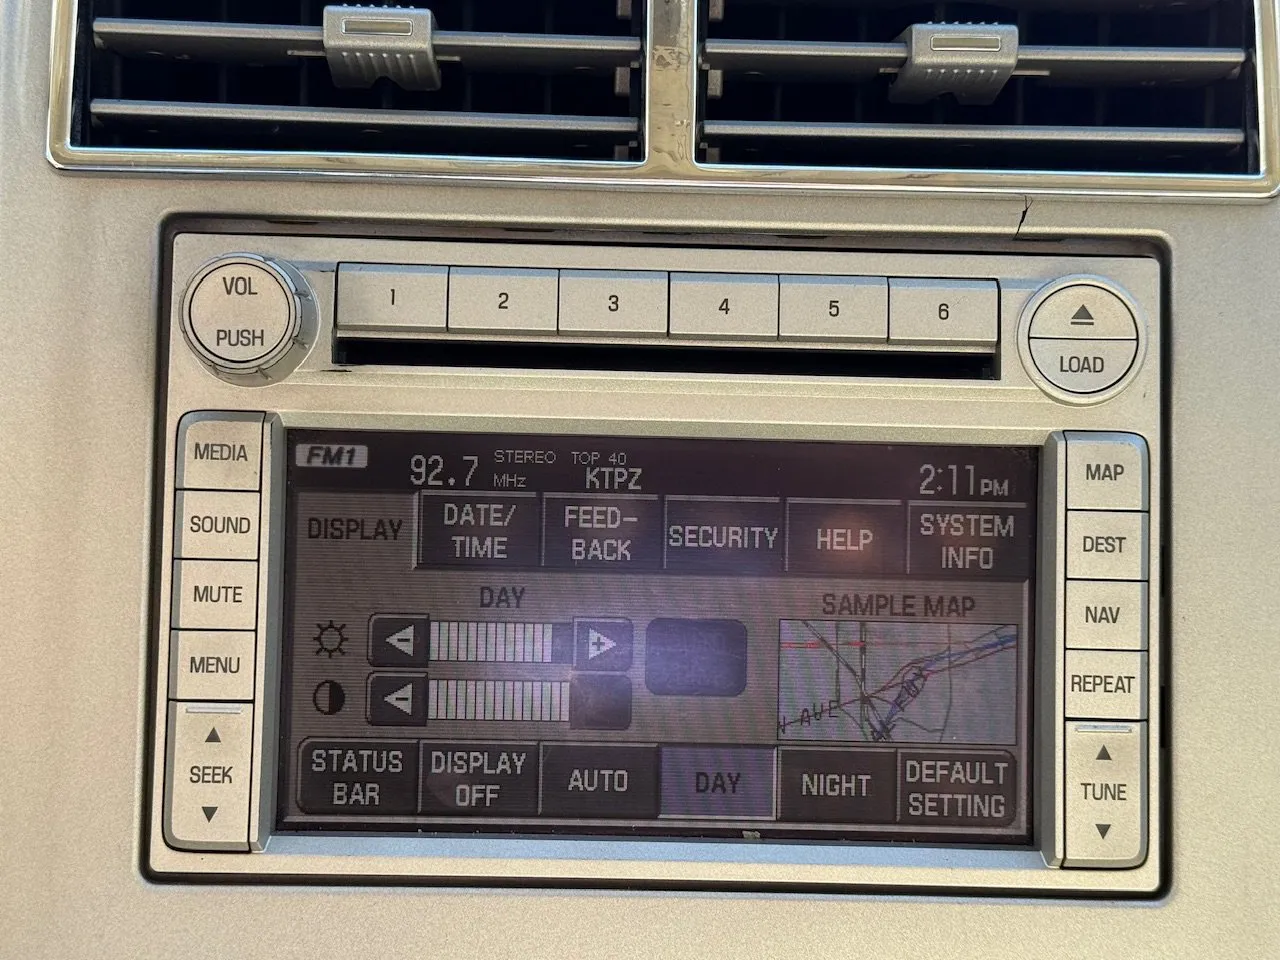 VOL
PUSH
1 2 3 4 5 6
LOAD
MEDIA
SOUND
MUTE
MENU
SEEK
FM1 92.7 MHz STEREO TOP 40 KTPZ 2:11PM
DISPLAY
DATE/
TIME
FEED-
BACK
SECURITY
HELP
SYSTEM
INFO
DAY
SAMPLE MAP
AVE
STATUS
BAR
DISPLAY
OFF
AUTO
DAY
NIGHT
DEFAULT
SETTING
MAP
DEST
NAV
REPEAT
TUNE